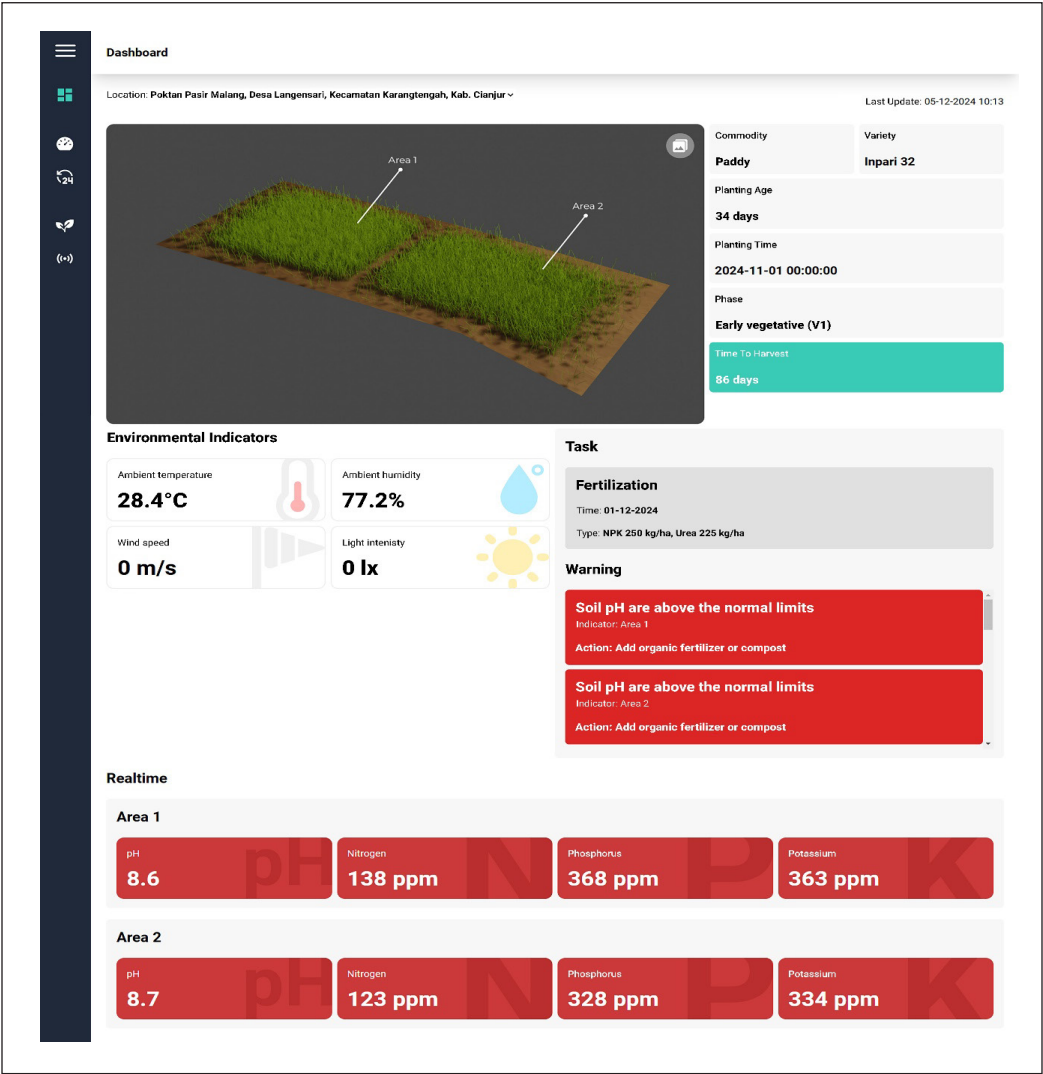 Dashboard
Location: Poktan Pasir Malang, Desa Langensari, Kecamatan Karangtengah, Kab. Cianjur
Last Update: 05-12-2024 10:13
Area 1
Area 2
Commodity
Paddy
Variety
Inpari 32
Planting Age
34 days
Planting Time
2024-11-01 00:00:00
Phase
Early vegetative (V1)
Time To Harvest
86 days
24
Environmental Indicators
Ambient temperature
28.4°C
Ambient humidity
77.2%
Wind speed
0 m/s
Light intenisty
0 lx
Task
Fertilization
Time: 01-12-2024
Type: NPK 250 kg/ha, Urea 225 kg/ha
Warning
Soil pH are above the normal limits
Indicator: Area 1
Action: Add organic fertilizer or compost
Soil pH are above the normal limits
Indicator: Area 2
Action: Add organic fertilizer or compost
Realtime
Area 1
pH
8.6
pH
Nitrogen
138 ppm
N
Phosphorus
368 ppm
P
Potassium
363 ppm
K
Area 2
pH
8.7
pH
Nitrogen
123 ppm
N
Phosphorus
328 ppm
P
Potassium
334 ppm
K